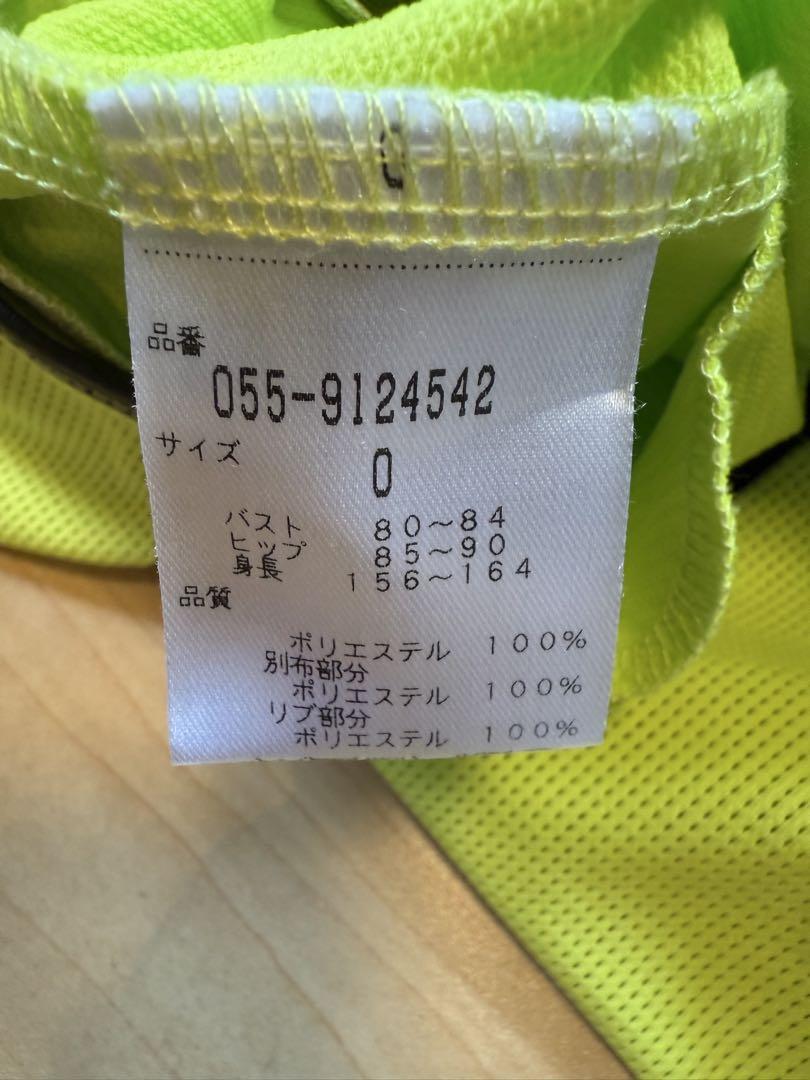 0
品番
055-9124542
サイズ
0
バスト 80～84
ヒップ 85～90
身長 156～164
品質
ポリエステル 100%
別布部分
ポリエステル 100%
リブ部分
ポリエステル 100%